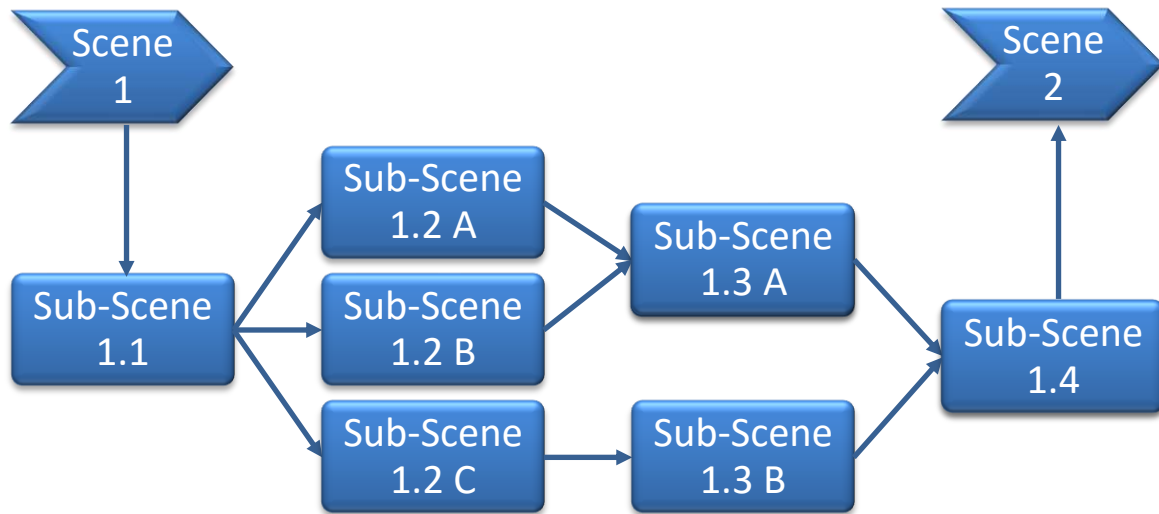 Scene
1
Scene
2
Sub-Scene
1.1
Sub-Scene
1.2 A
Sub-Scene
1.2 B
Sub-Scene
1.2 C
Sub-Scene
1.3 A
Sub-Scene
1.3 B
Sub-Scene
1.4